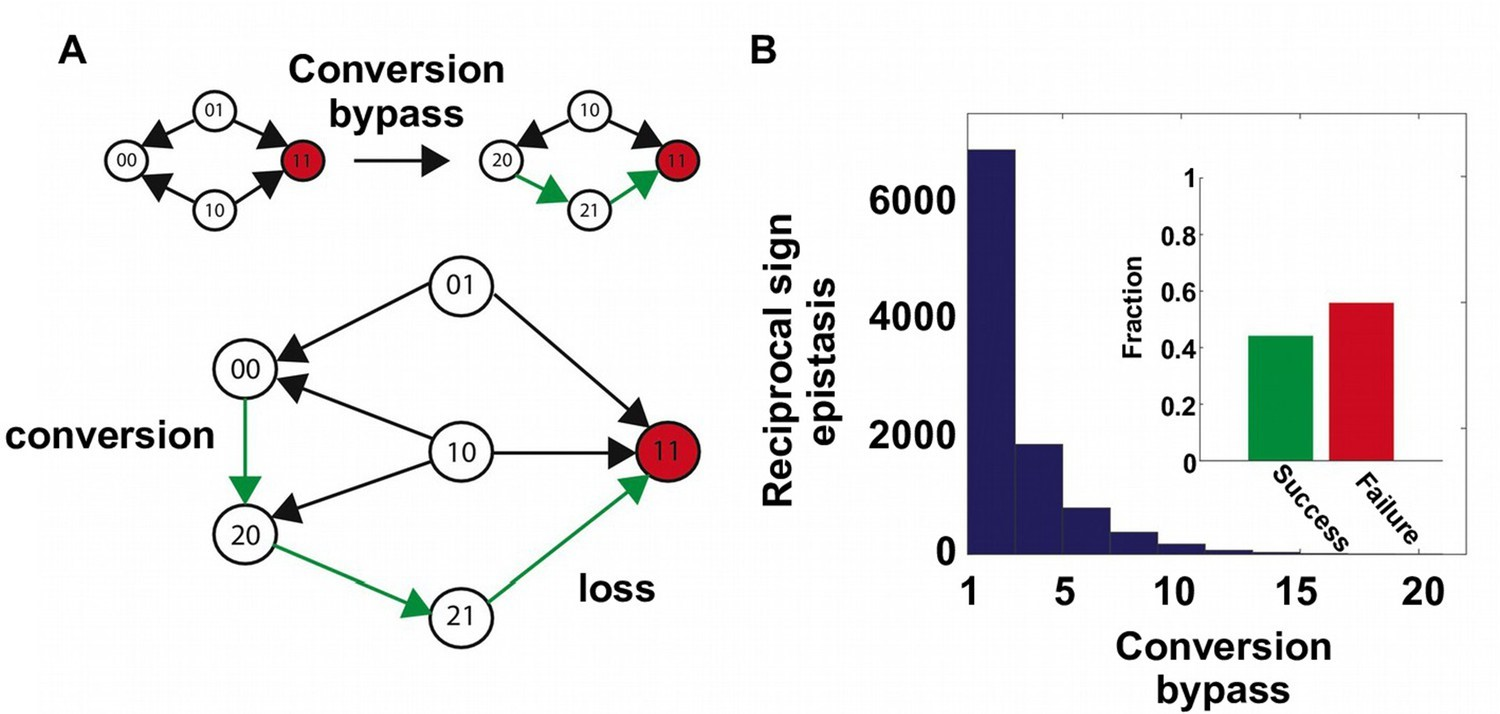 A
Conversion
bypass
01
00
11
10
10
20
11
21
01
00
conversion
10
11
20
loss
21
B
Reciprocal sign
epistasis
6000
4000
2000
0
1
5
10
15
20
Conversion
bypass
Fraction
1
0.8
0.6
0.4
0.2
0
Success
Failure